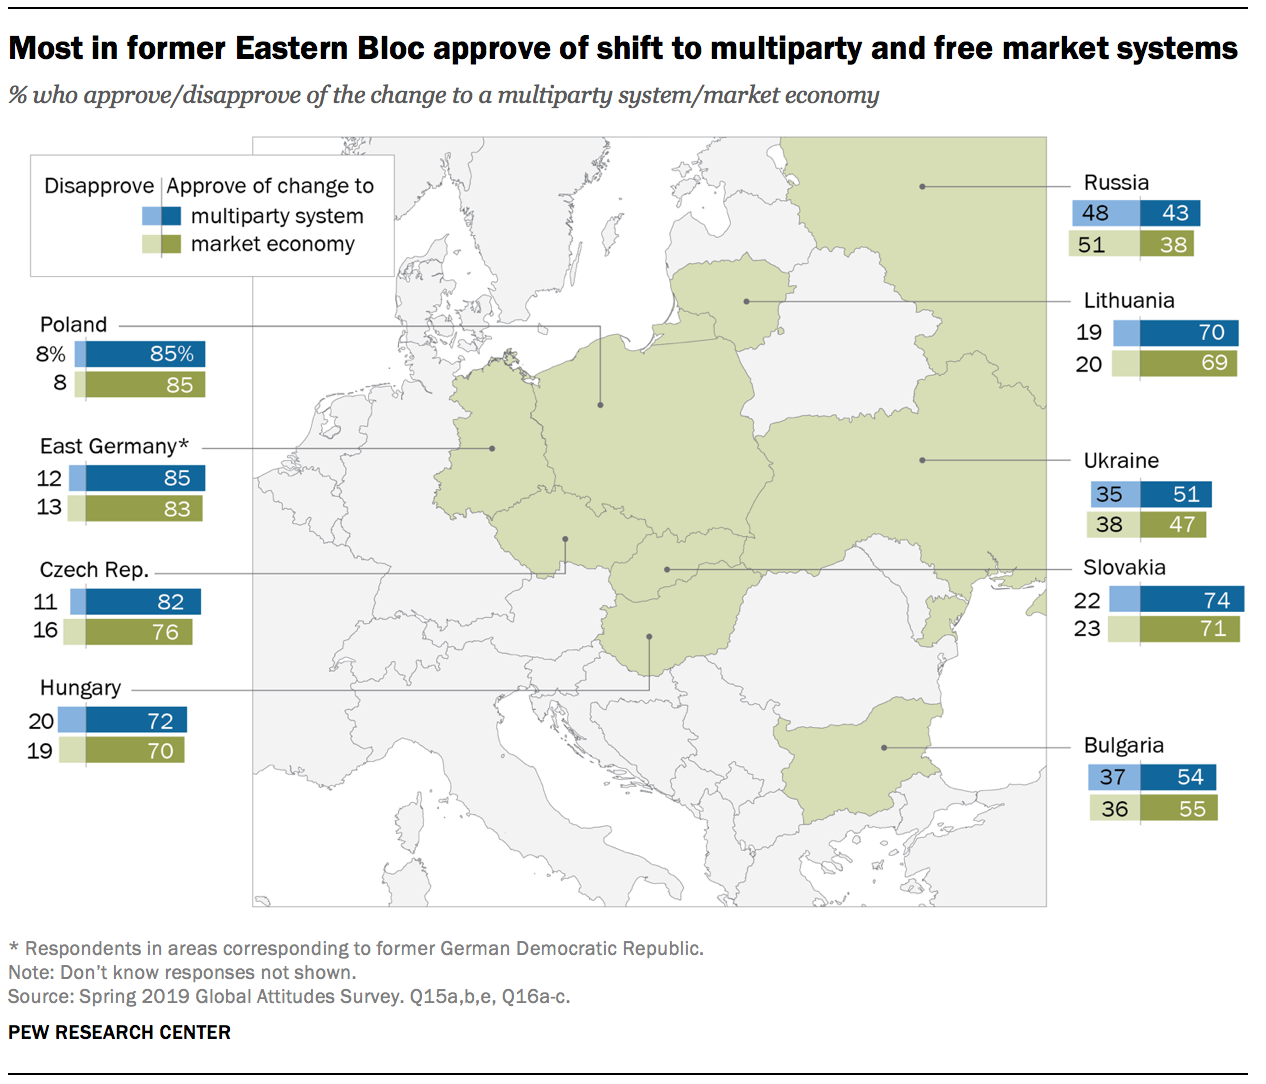 Most in former Eastern Bloc approve of shift to multiparty and free market systems
% who approve/disapprove of the change to a multiparty system/market economy
Disapprove Approve of change to
multiparty system
market economy
Poland
8% 85%
8 85
East Germany*
12 85
13 83
Czech Rep.
11 82
16 76
Hungary
20 72
19 70
Russia
48 43
51 38
Lithuania
19 70
20 69
Ukraine
35 51
38 47
Slovakia
22 74
23 71
Bulgaria
37 54
36 55
* Respondents in areas corresponding to former German Democratic Republic.
Note: Don’t know responses not shown.
Source: Spring 2019 Global Attitudes Survey. Q15a,b,e, Q16a-c.
PEW RESEARCH CENTER